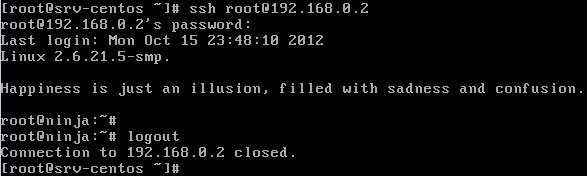 [root@srv-centos ~]# ssh root@192.168.0.2
root@192.168.0.2's password:
Last login: Mon Oct 15 23:48:10 2012
Linux 2.6.21.5-smp.
Happiness is just an illusion, filled with sadness and confusion.
root@ninja:~#
root@ninja:~# logout
Connection to 192.168.0.2 closed.
[root@srv-centos ~]#